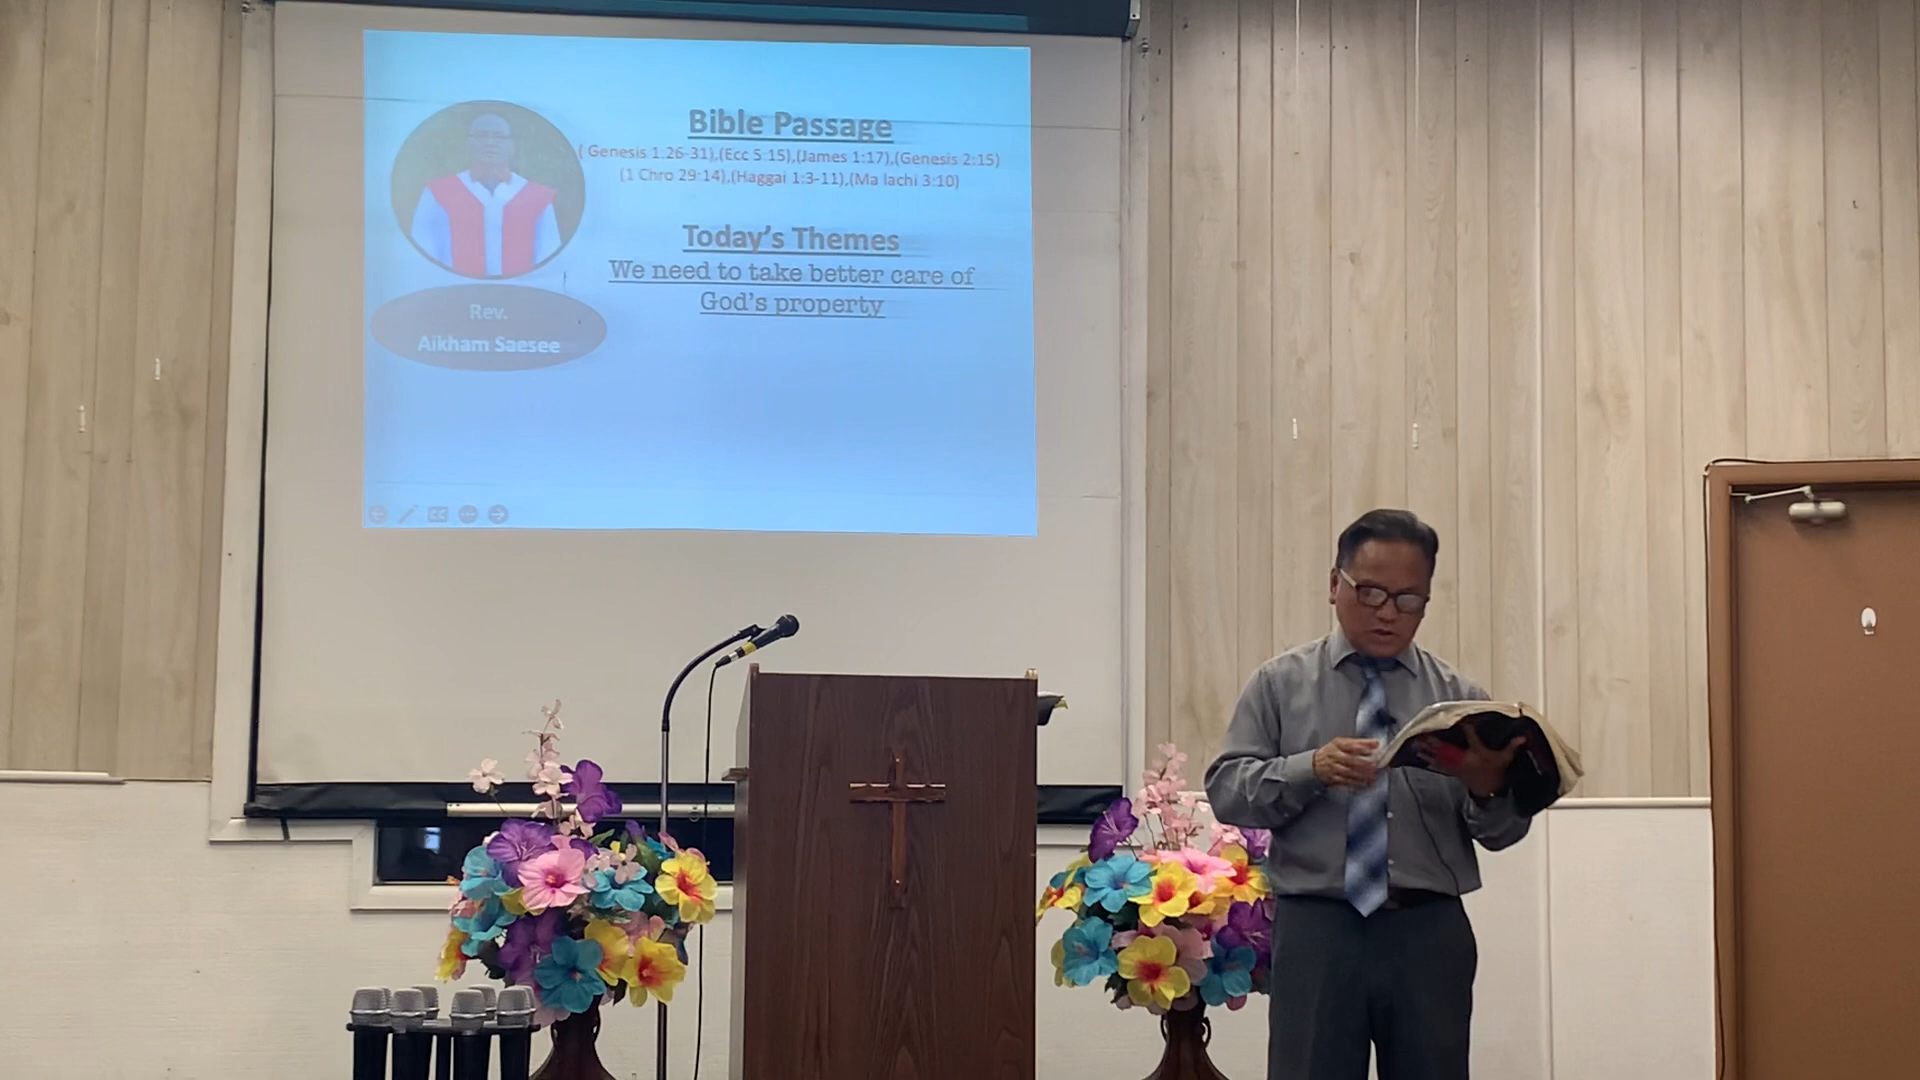 Bible Passage
( Genesis 1:26-31),(Ecc 5:15),(James 1:17),(Genesis 2:15)
(1 Chro 29:14),(Haggai 1:3-11),(Ma lachi 3:10)
Today's Themes
We need to take better care of
God's property
Rev.
Aikham Saesee
CC